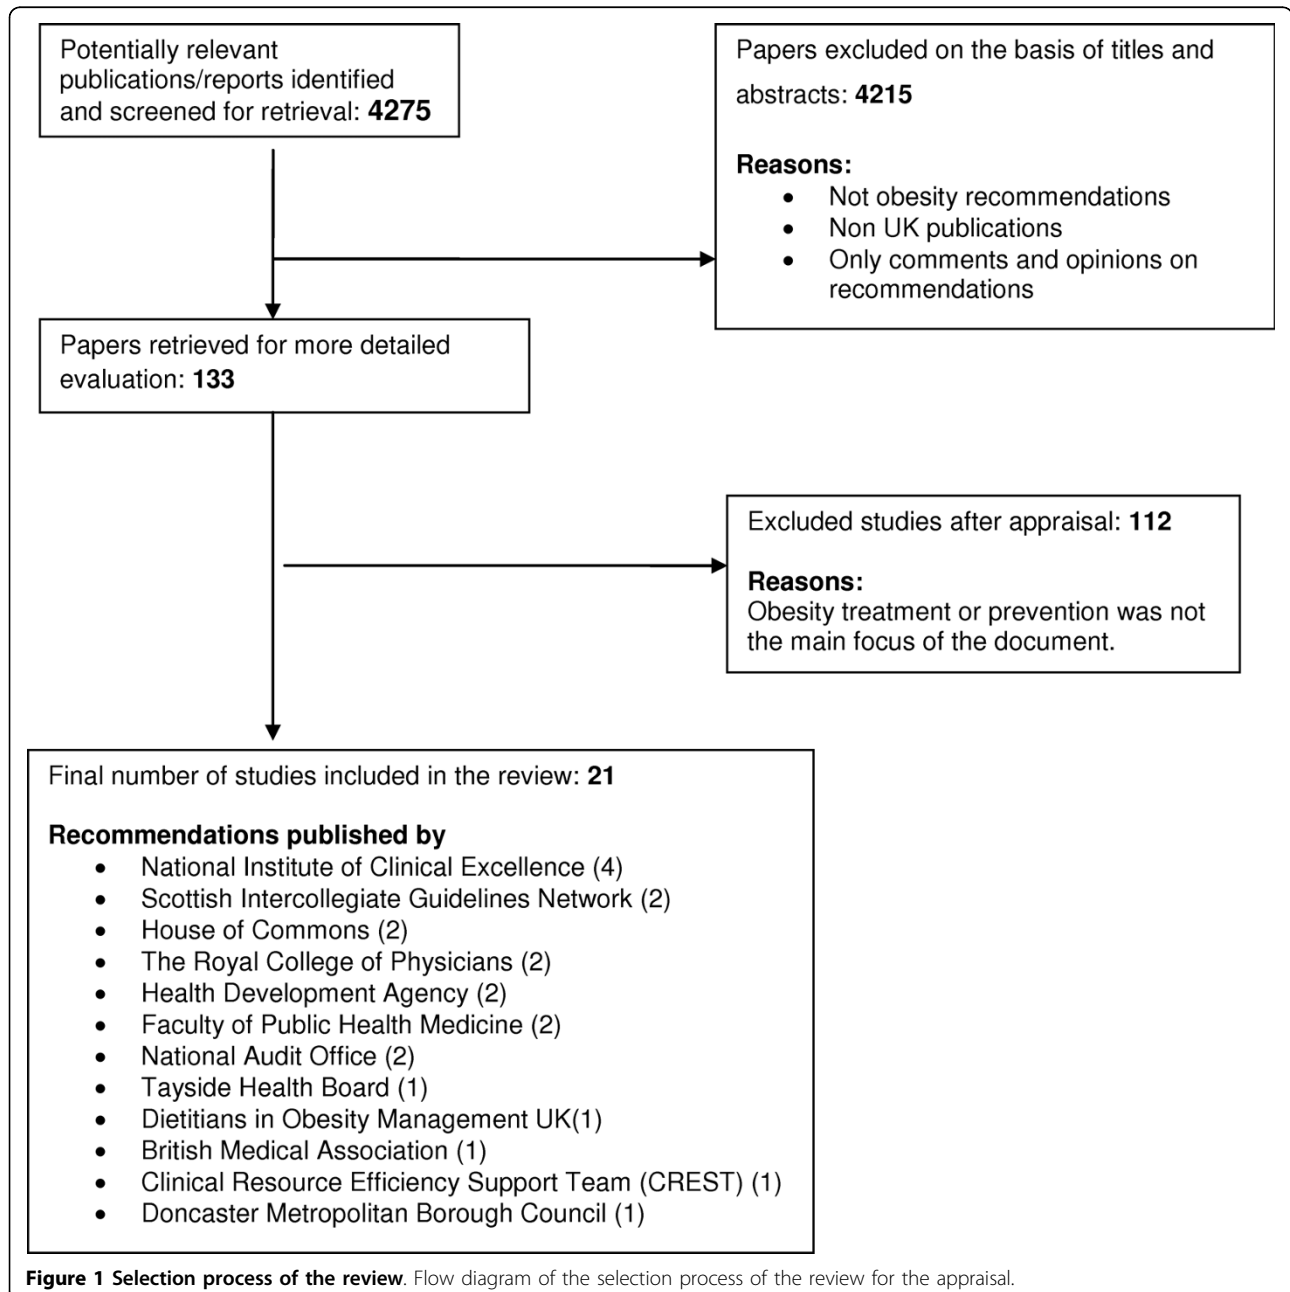 Potentially relevant
publications/reports identified
and screened for retrieval: 4275
Papers excluded on the basis of titles and
abstracts: 4215
Reasons:
• Not obesity recommendations
• Non UK publications
• Only comments and opinions on
recommendations
Papers retrieved for more detailed
evaluation: 133
Excluded studies after appraisal: 112
Reasons:
Obesity treatment or prevention was not
the main focus of the document.
Final number of studies included in the review: 21
Recommendations published by
• National Institute of Clinical Excellence (4)
• Scottish Intercollegiate Guidelines Network (2)
• House of Commons (2)
• The Royal College of Physicians (2)
• Health Development Agency (2)
• Faculty of Public Health Medicine (2)
• National Audit Office (2)
• Tayside Health Board (1)
• Dietitians in Obesity Management UK(1)
• British Medical Association (1)
• Clinical Resource Efficiency Support Team (CREST) (1)
• Doncaster Metropolitan Borough Council (1)
Figure 1 Selection process of the review. Flow diagram of the selection process of the review for the appraisal.